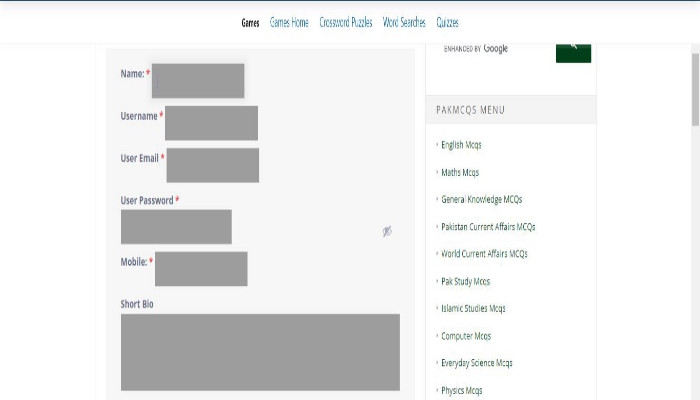 Games Games Home Crossword Puzzles Word Searches Quizzes
Name: *
Username *
User Email *
User Password *
Mobile: *
Short Bio
ENHANCED BY Google
PAKMCQS MENU
English Mcqs
Maths Mcqs
General Knowledge MCQs
Pakistan Current Affairs MCQs
World Current Affairs MCQs
Pak Study Mcqs
Islamic Studies Mcqs
Computer Mcqs
Everyday Science Mcqs
Physics Mcqs